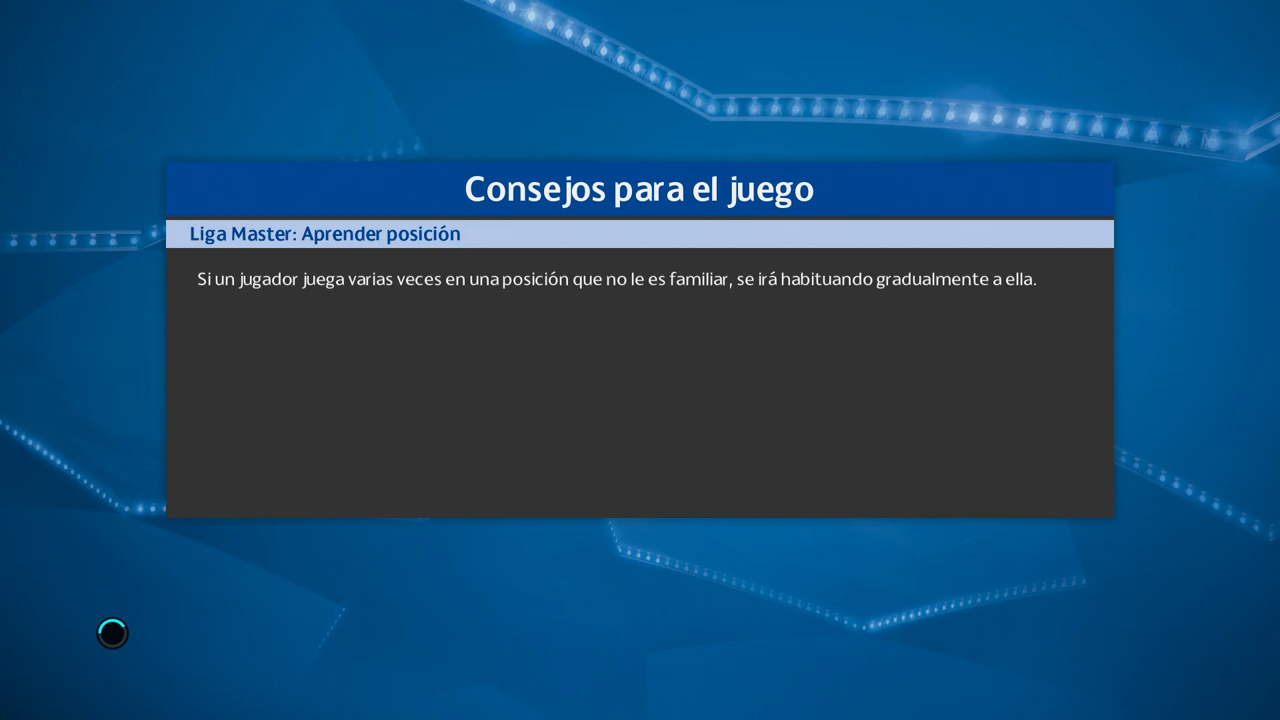 Consejos para el juego
Liga Master: Aprender posición
Si un jugador juega varias veces en una posición que no le es familiar, se irá habituando gradualmente a ella.